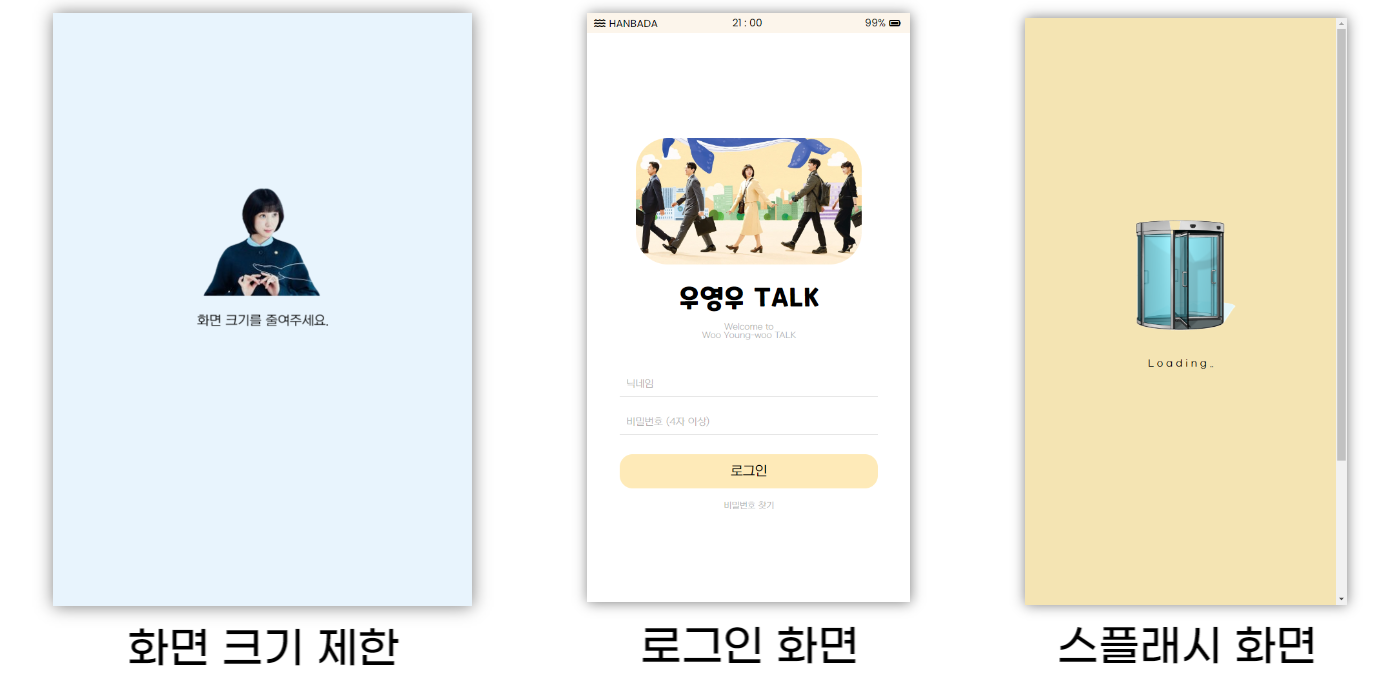 화면 크기를 줄여주세요.
화면 크기 제한
HANBADA 21 : 00 99%
우영우 TALK
Welcome to
Woo Young-woo TALK
닉네임
비밀번호 (4자 이상)
로그인
비밀번호 찾기
로그인 화면
Loading..
스플래시 화면